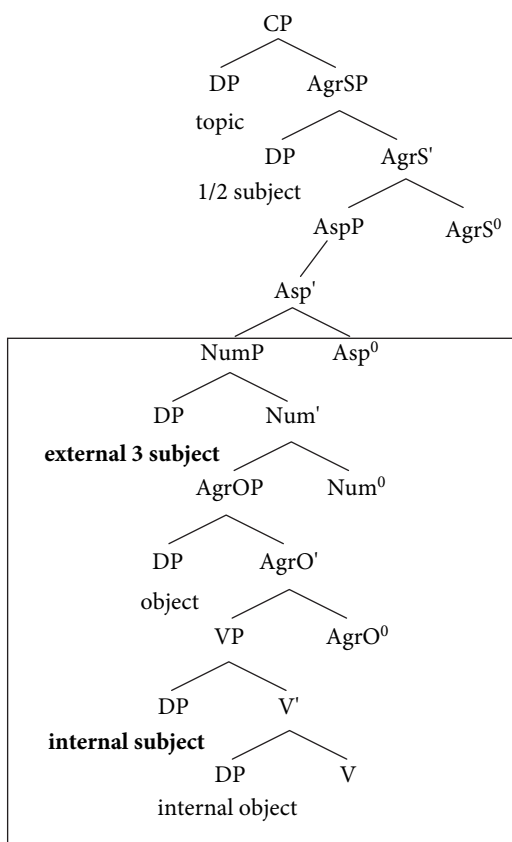 CP
DP AgrSP
topic
DP AgrS'
1/2 subject
AspP AgrS⁰
Asp'
NumP Asp⁰
DP Num'
external 3 subject
AgrOP Num⁰
DP AgrO'
object
VP AgrO⁰
DP V'
internal subject
DP V
internal object